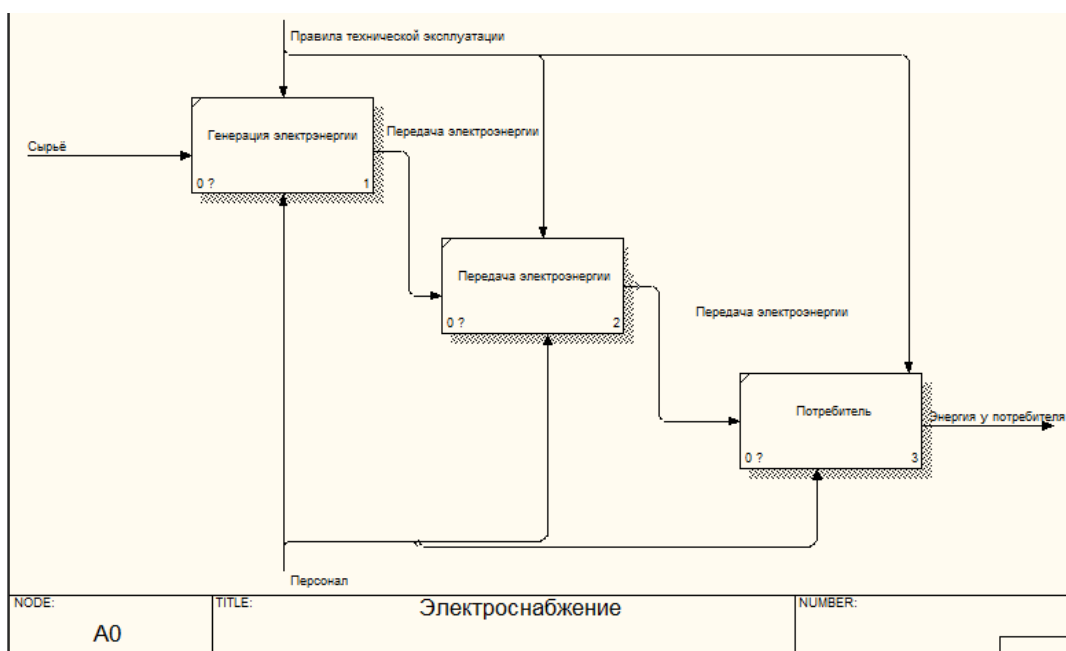 Правила технической эксплуатации
Генерация электрэнергии
Передача электроэнергии
Сырьё
0 ?
1
Передача электроэнергии
0 ?
2
Передача электроэнергии
Потребитель
Энергия у потребителя
0 ?
3
Персонал
NODE:
TITLE:
Электроснабжение
NUMBER:
A0